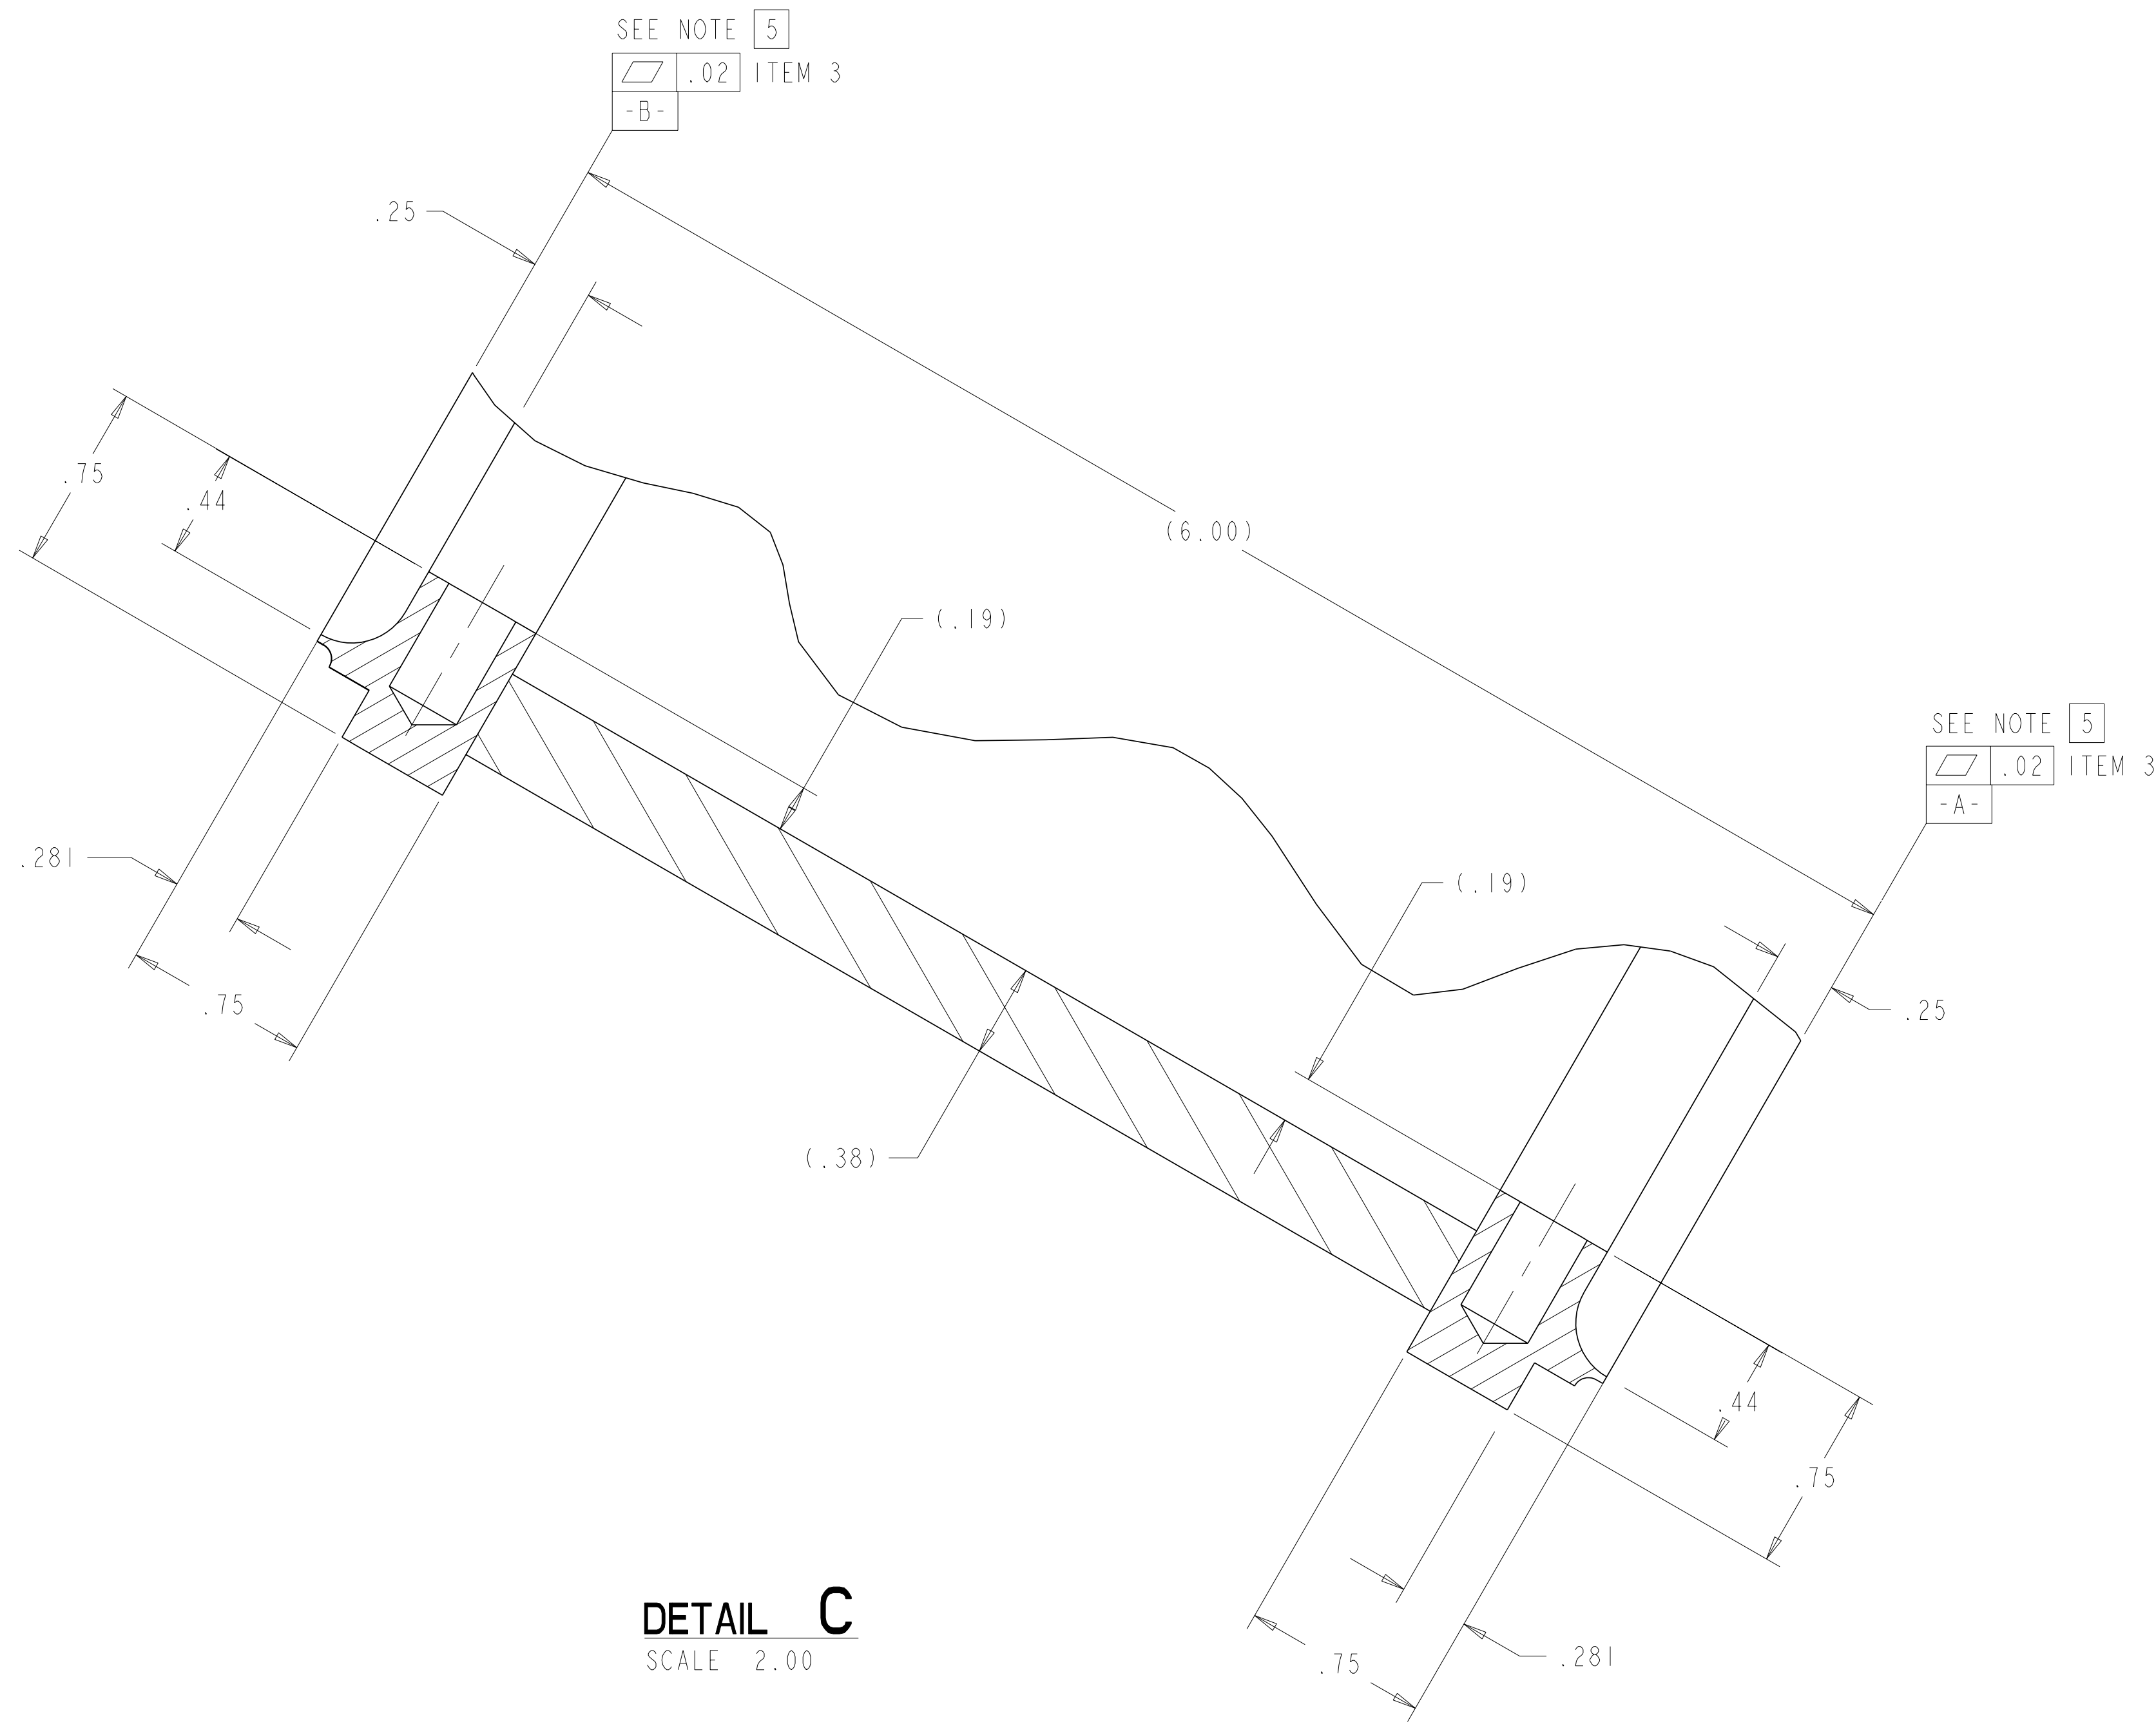 SEE NOTE 5
.02 ITEM 3
-B-
.25
.75
.44
(6.00)
(.19)
SEE NOTE 5
.02 ITEM 3
-A-
.281
(.19)
.75
.25
(.38)
.44
.75
DETAIL C
SCALE 2.00
.75
.281